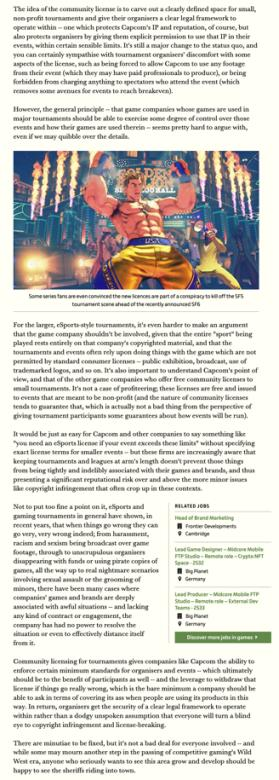 The idea of the community license is to carve out a clearly defined space for small,
non-profit tournaments and give their organisers a clear legal framework to
operate within – one which protects Capcom's IP and reputation, of course, but
also protects organisers by giving them explicit permission to use that IP in their
events, within certain sensible limits. It's still a major change to the status quo, and
you can certainly sympathise with tournament organisers' discomfort with some
aspects of the license, such as being forced to allow Capcom to use any footage
from their event (which they may have paid professionals to produce), or being
forbidden from charging anything to spectators who attend the event (which
removes some avenues for events to reach breakeven).
However, the general principle – that game companies whose games are used in
major tournaments should be able to exercise some degree of control over those
events and how their games are used therein – seems pretty hard to argue with,
even if we may quibble over the details.
USA
Some series fans are even convinced the new licences are part of a conspiracy to kill off the SF5
tournament scene ahead of the recently announced SF6
For the larger, eSports-style tournaments, it's even harder to make an argument
that the game company shouldn't be involved, given that the entire "sport" being
played rests entirely on that company's copyrighted material, and that the
tournaments and events often rely upon doing things with the game which are not
permitted by standard consumer licenses – public exhibition, broadcast, use of
trademarked logos, and so on. It's also important to understand Capcom's point of
view, and that of the other game companies who offer free community licenses to
small tournaments. It's not a case of profiteering; these licenses are free and issued
to events that are meant to be non-profit (and the nature of community licenses
tends to guarantee that, which is actually not a bad thing from the perspective of
giving tournament participants some guarantees about how events will be run).
It would be just as easy for Capcom and other companies to say something like
"you need an eSports license if your event exceeds these limits" without specifying
exact license terms for smaller events – but these firms are increasingly aware that
keeping tournaments and leagues at arm's length doesn't prevent those things
from being tightly and indelibly associated with their games and brands, and thus
presenting a significant reputational risk over and above the more minor issues
like copyright infringement that often crop up in these contexts.
Not to put too fine a point on it, eSports and
gaming tournaments in general have shown, in
recent years, that when things go wrong they can
go very, very wrong indeed; from harassment,
racism and sexism being broadcast over game
footage, through to unscrupulous organisers
disappearing with funds or using pirate copies of
games, all the way up to real nightmare scenarios
involving sexual assault or the grooming of
minors, there have been many cases where
companies' games and brands are deeply
associated with awful situations – and lacking
any kind of contract or engagement, the
company has had no power to resolve the
situation or even to effectively distance itself
from it.
RELATED JOBS
Head of Brand Marketing
Frontier Developments
Cambridge
Lead Game Designer – Midcore Mobile
FTP Studio – Remote role – Crypto NFT
Space - 2532
Big Planet
Germany
Lead Producer – Midcore Mobile FTP
Studio – Remote role – External Dev
Teams - 2533
Big Planet
Germany
Discover more jobs in games
Community licensing for tournaments gives companies like Capcom the ability to
enforce certain minimum standards for organisers and events – which ultimately
should be to the benefit of participants as well – and the leverage to withdraw that
license if things go really wrong, which is the bare minimum a company should be
able to ask in terms of covering its ass when people are using its products in this
way. In return, organisers get the security of a clear legal framework to operate
within rather than a dodgy unspoken assumption that everyone will turn a blind
eye to copyright infringement and license-breaking.
There are minutiae to be fixed, but it's not a bad deal for everyone involved – and
while some may mourn another step in the passing of competitive gaming's Wild
West era, anyone who seriously wants to see this area grow and develop should be
happy to see the sheriffs riding into town.